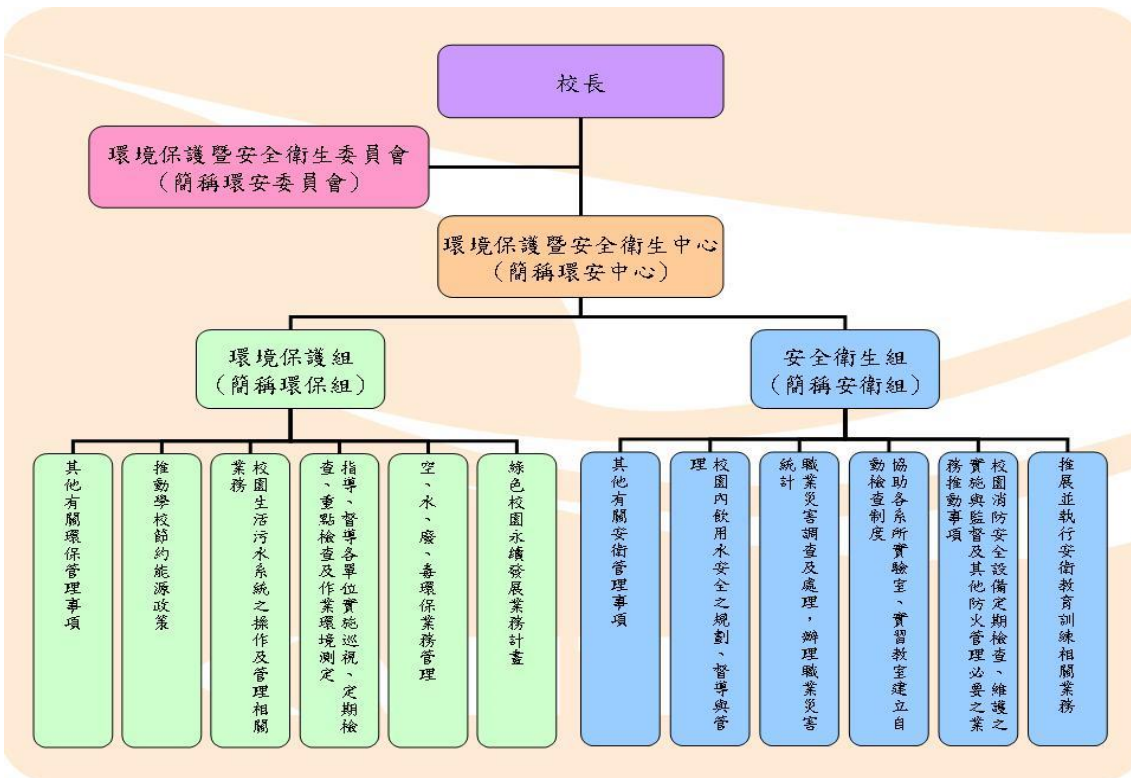 校長
環境保護暨安全衛生委員會
(簡稱環安委員會)
環境保護暨安全衛生中心
(簡稱環安中心)
環境保護組
(簡稱環保組)
安全衛生組
(簡稱安衛組)
其他有關環保管理事項
推動學校節約能源政策
校園生活污水系統之操作及管理相關
業務
指導、督導各單位實施巡視、定期檢
查、重點檢查及作業環境測定
空、水、廢、毒環保業務管理
綠色校園永續發展業務計畫
其他有關安衛管理事項
校園內飲用水安全之規劃、督導與管
理
職業災害調查及處理,辦理職業災害
統計
協助各系所實驗室、實習教室建立自
動檢查制度
校園消防安全設備定期檢查、維護之
實施與監督及其他防火管理必要之業
務推動事項
推展並執行安衛教育訓練相關業務